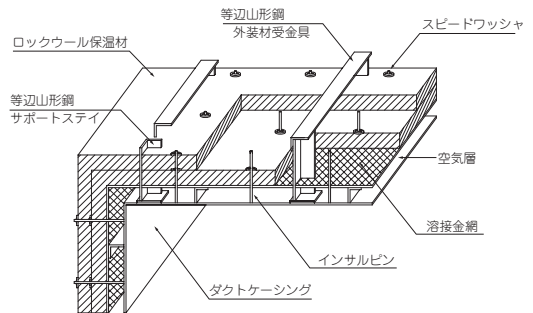 等辺山形鋼
外装材受金具
スピードワッシャ
ロックウール保温材
等辺山形鋼
サポートステイ
空気層
溶接金網
インサルピン
ダクトケーシング